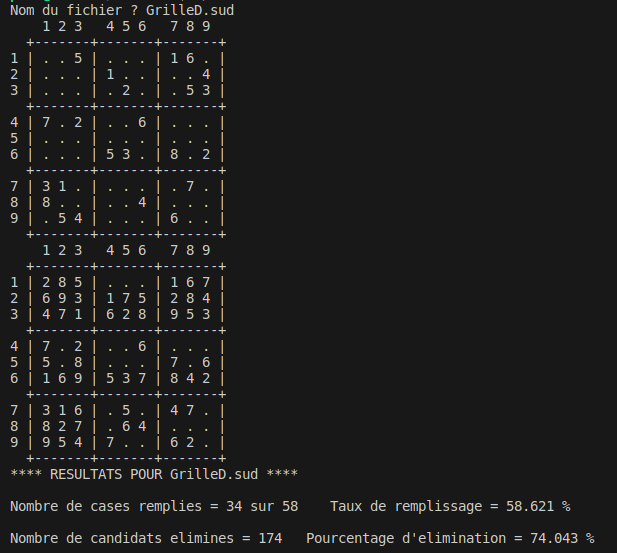 Nom du fichier ? GrilleD.sud
    1 2 3   4 5 6   7 8 9
  +-------+-------+-------+
1 | . . 5 | . . . | 1 6 . |
2 | . . . | 1 . . | . . 4 |
3 | . . . | . 2 . | . 5 3 |
  +-------+-------+-------+
4 | 7 . 2 | . . 6 | . . . |
5 | . . . | . . . | . . . |
6 | . . . | 5 3 . | 8 . 2 |
  +-------+-------+-------+
7 | 3 1 . | . . . | . 7 . |
8 | 8 . . | . . 4 | . . . |
9 | . 5 4 | . . . | 6 . . |
  +-------+-------+-------+
    1 2 3   4 5 6   7 8 9
  +-------+-------+-------+
1 | 2 8 5 | . . . | 1 6 7 |
2 | 6 9 3 | 1 7 5 | 2 8 4 |
3 | 4 7 1 | 6 2 8 | 9 5 3 |
  +-------+-------+-------+
4 | 7 . 2 | . . 6 | . . . |
5 | 5 . 8 | . . . | 7 . 6 |
6 | 1 6 9 | 5 3 7 | 8 4 2 |
  +-------+-------+-------+
7 | 3 1 6 | . 5 . | 4 7 . |
8 | 8 2 7 | . 6 4 | . . . |
9 | 9 5 4 | 7 . . | 6 2 . |
  +-------+-------+-------+
**** RESULTATS POUR GrilleD.sud ****
Nombre de cases remplies = 34 sur 58    Taux de remplissage = 58.621 %
Nombre de candidats elimines = 174   Pourcentage d'elimination = 74.043 %